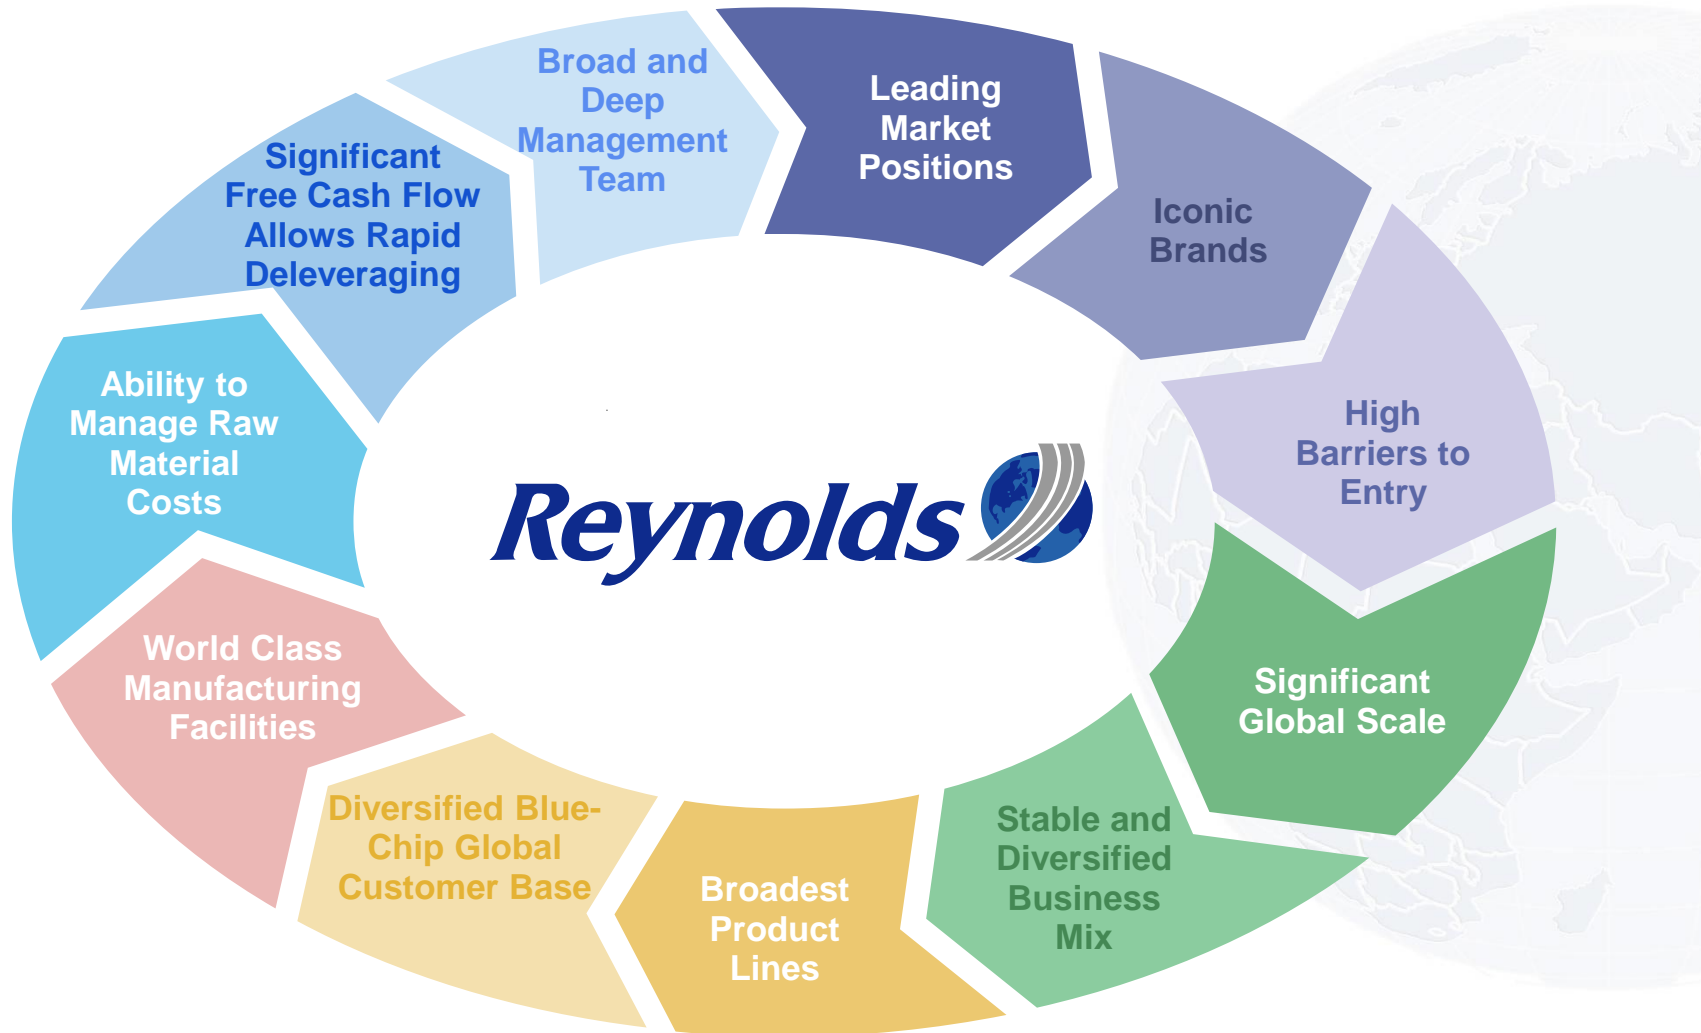 Leading
Market
Positions
Iconic
Brands
High
Barriers to
Entry
Significant
Global Scale
Stable and
Diversified
Business
Mix
Broadest
Product
Lines
Diversified Blue-
Chip Global
Customer Base
World Class
Manufacturing
Facilities
Ability to
Manage Raw
Material
Costs
Significant
Free Cash Flow
Allows Rapid
Deleveraging
Broad and
Deep
Management
Team
Reynolds